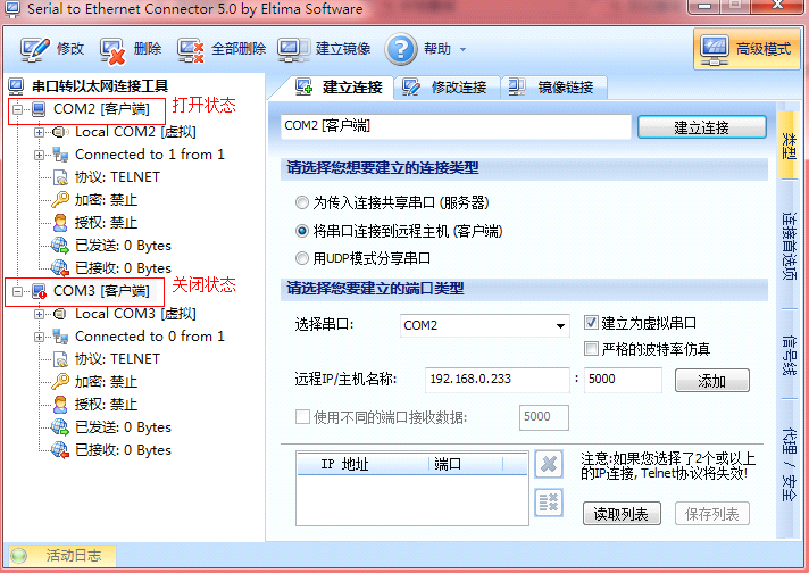 Serial to Ethernet Connector 5.0 by Eltima Software
修改 删除 全部删除 建立镜像 帮助 高级模式
串口转以太网连接工具
COM2 [客户端] 打开状态
Local COM2 [虚拟]
Connected to 1 from 1
协议: TELNET
加密: 禁止
授权: 禁止
已发送: 0 Bytes
已接收: 0 Bytes
COM3 [客户端] 关闭状态
Local COM3 [虚拟]
Connected to 0 from 1
协议: TELNET
加密: 禁止
授权: 禁止
已发送: 0 Bytes
已接收: 0 Bytes
建立连接 修改连接 镜像链接
COM2 [客户端] 建立连接
请选择您想要建立的连接类型
为传入连接共享串口 (服务器)
将串口连接到远程主机 (客户端)
用UDP模式分享串口
请选择您要建立的端口类型
选择串口: COM2 建立为虚拟串口
严格的波特率仿真
远程IP/主机名称: 192.168.0.233 : 5000 添加
使用不同的端口接收数据: 5000
IP 地址 端口
注意:如果您选择了2个或以上
的IP连接, Telnet协议将失效!
读取列表 保存列表
类型
连接首选项
信号线
代理 / 安全
活动日志